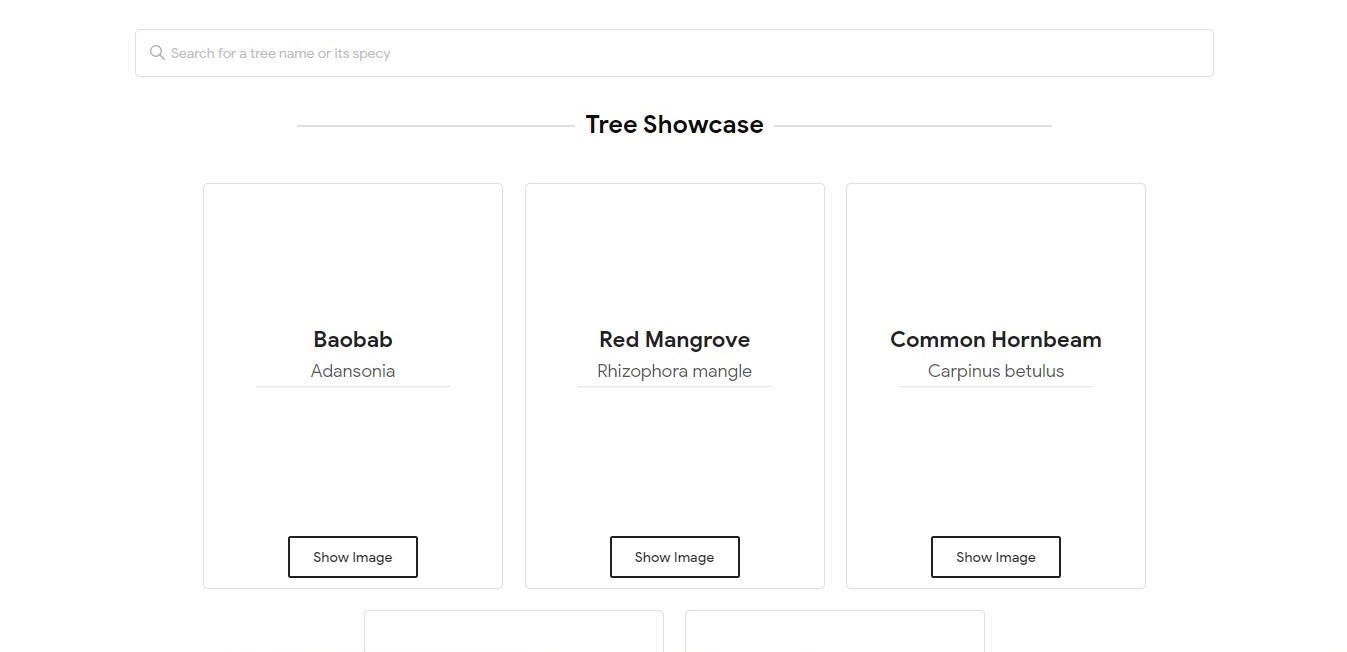 Search for a tree name or its specy
Tree Showcase
Baobab
Adansonia
Show Image
Red Mangrove
Rhizophora mangle
Show Image
Common Hornbeam
Carpinus betulus
Show Image